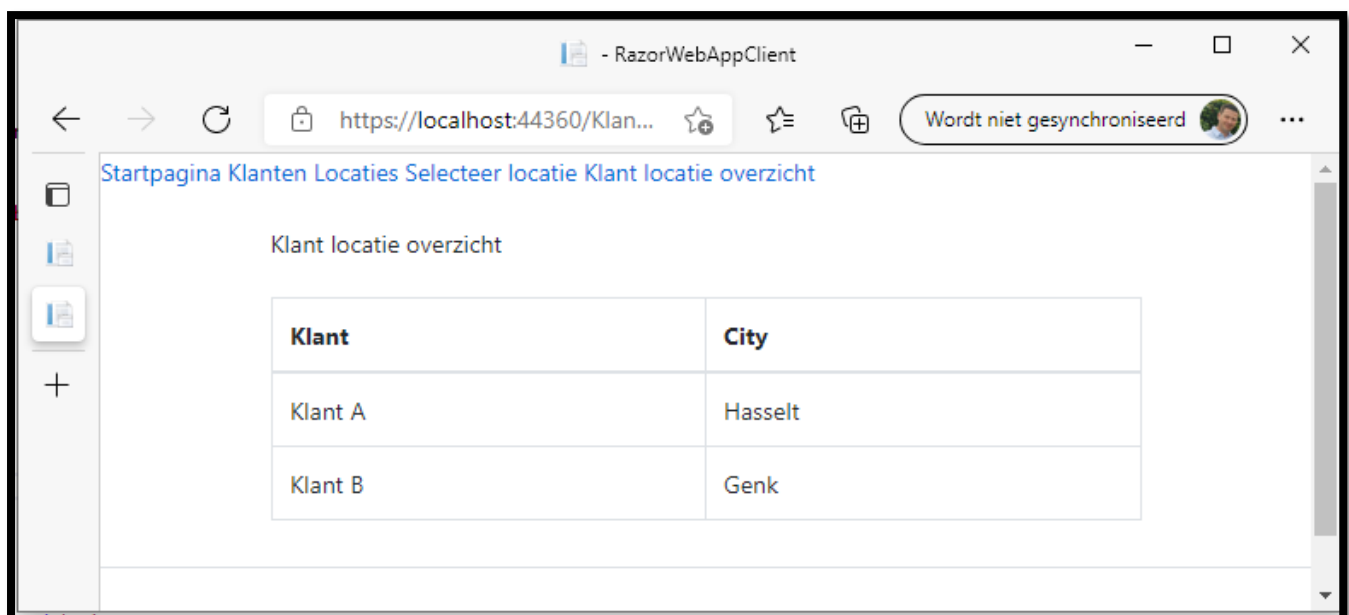 - RazorWebAppClient
https://localhost:44360/Klan...
Wordt niet gesynchroniseerd
Startpagina Klanten Locaties Selecteer locatie Klant locatie overzicht
Klant locatie overzicht
Klant City
Klant A Hasselt
Klant B Genk